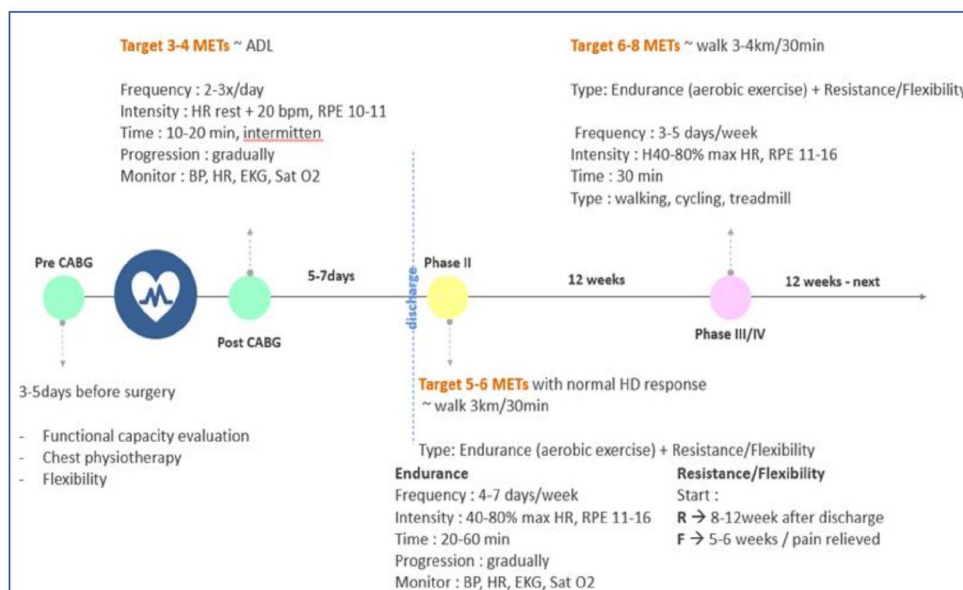 Target 3-4 METs ~ ADL
Frequency : 2-3x/day
Intensity : HR rest + 20 bpm, RPE 10-11
Time : 10-20 min, intermitten
Progression : gradually
Monitor : BP, HR, EKG, Sat O2
Target 6-8 METs ~ walk 3-4km/30min
Type: Endurance (aerobic exercise) + Resistance/Flexibility
Frequency : 3-5 days/week
Intensity : H40-80% max HR, RPE 11-16
Time : 30 min
Type : walking, cycling, treadmill
Pre CABG
Post CABG
5-7days
discharge
Phase II
12 weeks
Phase III/IV
12 weeks - next
3-5days before surgery
- Functional capacity evaluation
- Chest physiotherapy
- Flexibility
Target 5-6 METs with normal HD response
~ walk 3km/30min
Type: Endurance (aerobic exercise) + Resistance/Flexibility
Endurance
Frequency : 4-7 days/week
Intensity : 40-80% max HR, RPE 11-16
Time : 20-60 min
Progression : gradually
Monitor : BP, HR, EKG, Sat O2
Resistance/Flexibility
Start :
R → 8-12week after discharge
F → 5-6 weeks / pain relieved